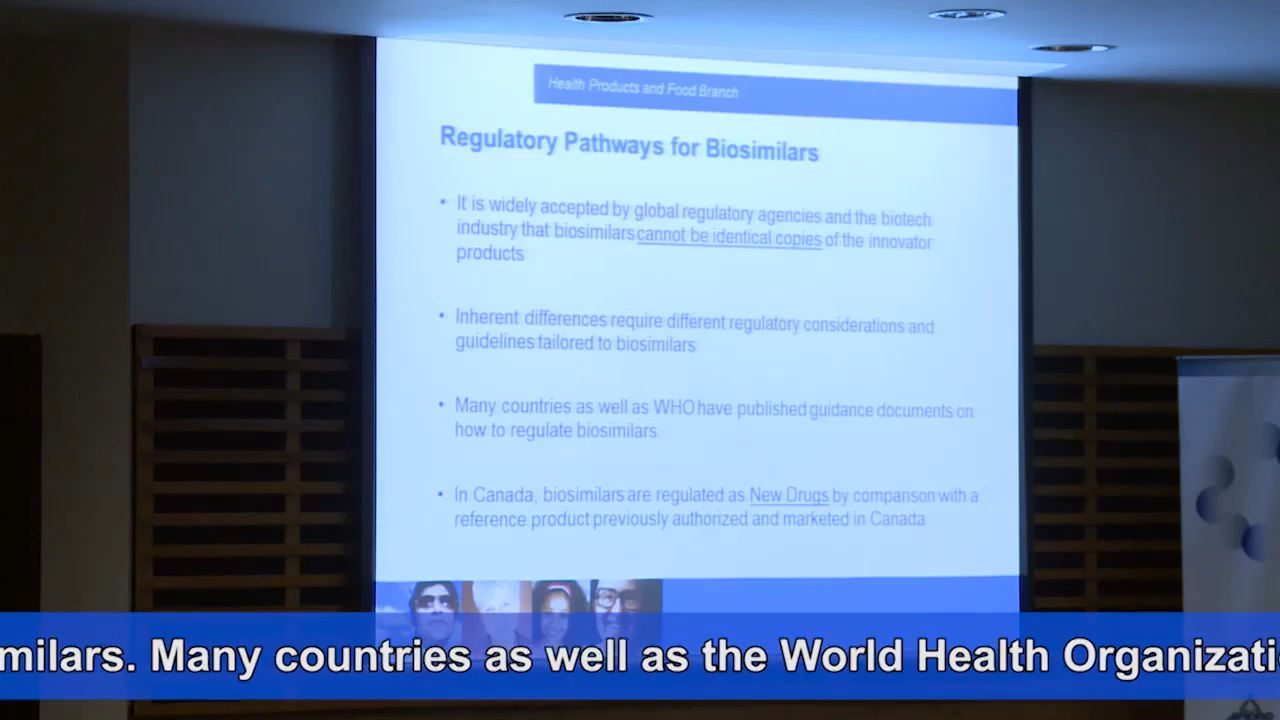 Health Products and Food Branch
Regulatory Pathways for Biosimilars
• It is widely accepted by global regulatory agencies and the biotech
industry that biosimilars cannot be identical copies of the innovator
products
• Inherent differences require different regulatory considerations and
guidelines tailored to biosimilars
• Many countries as well as WHO have published guidance documents on
how to regulate biosimilars
• In Canada, biosimilars are regulated as New Drugs by comparison with a
reference product previously authorized and marketed in Canada
milars. Many countries as well as the World Health Organizati